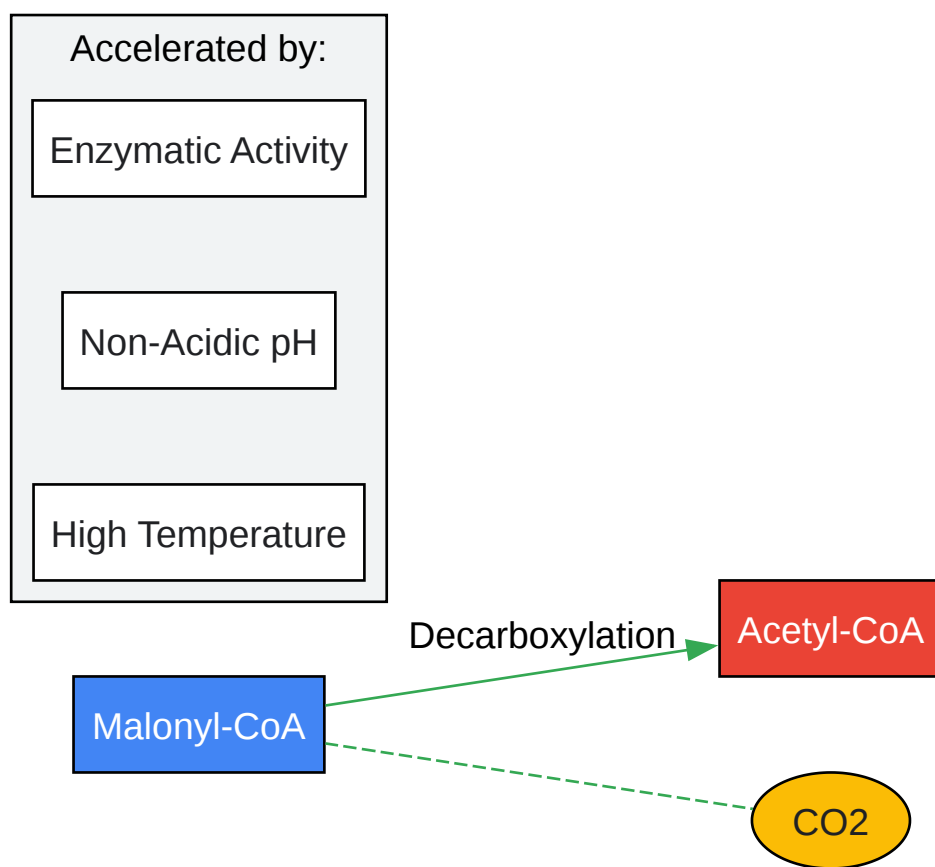 Accelerated by:
Enzymatic Activity
Non-Acidic pH
High Temperature
Decarboxylation
Acetyl-CoA
Malonyl-CoA
CO2